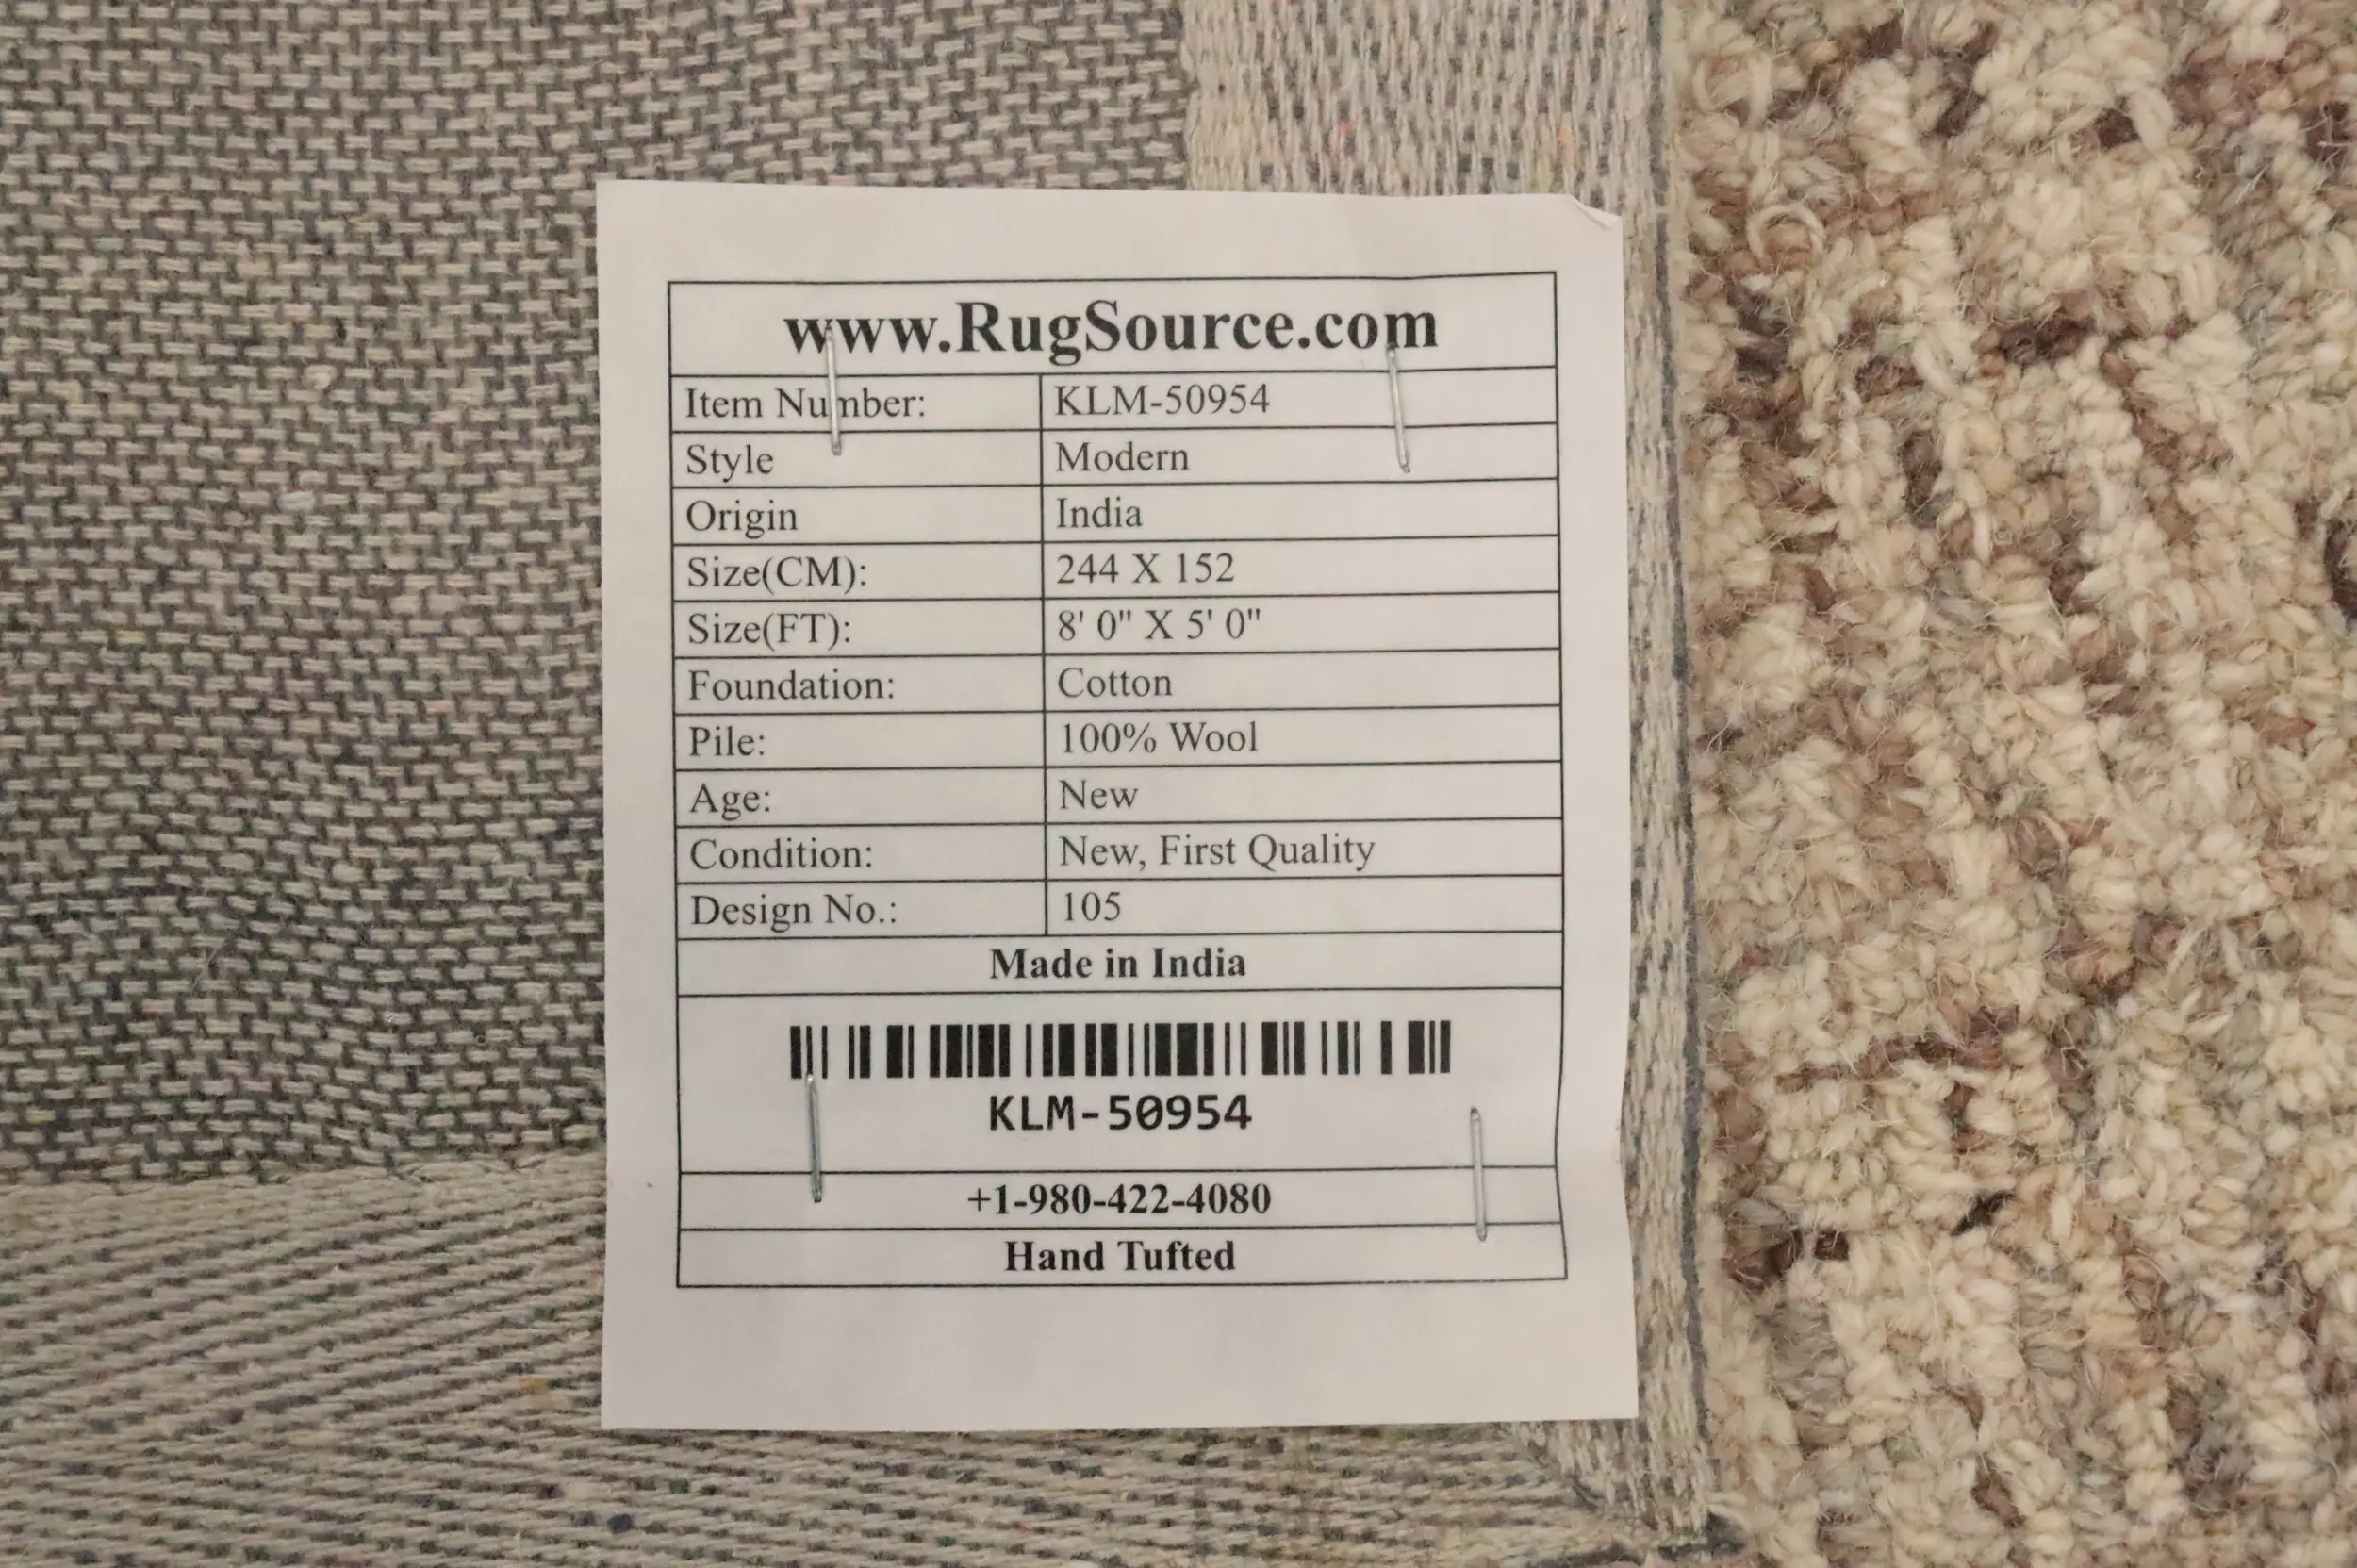 www.RugSource.com
Item Number: KLM-50954
Style Modern
Origin India
Size(CM): 244 X 152
Size(FT): 8' 0" X 5' 0"
Foundation: Cotton
Pile: 100% Wool
Age: New
Condition: New, First Quality
Design No.: 105
Made in India
KLM-50954
+1-980-422-4080
Hand Tufted